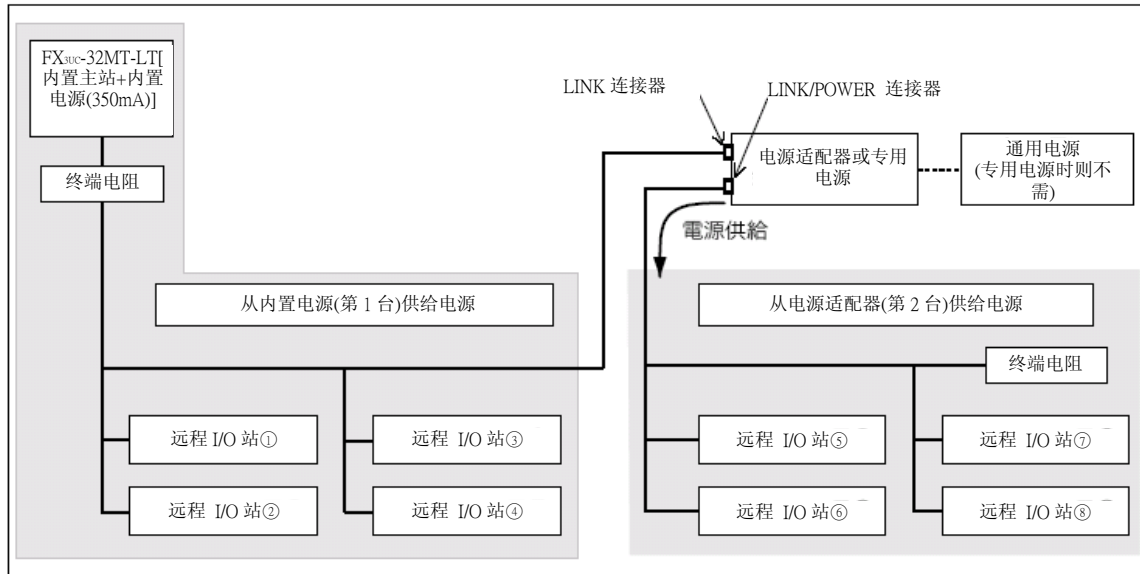 FX3UC-32MT-LT[
内置主站+内置
电源(350mA)]
终端电阻
LINK 连接器
LINK/POWER 连接器
电源适配器或专用
电源
通用电源
(专用电源时则不
需)
電源供給
从内置电源(第 1 台)供给电源
从电源适配器(第 2 台)供给电源
终端电阻
远程 I/O 站①
远程 I/O 站③
远程 I/O 站⑤
远程 I/O 站⑦
远程 I/O 站②
远程 I/O 站④
远程 I/O 站⑥
远程 I/O 站⑧